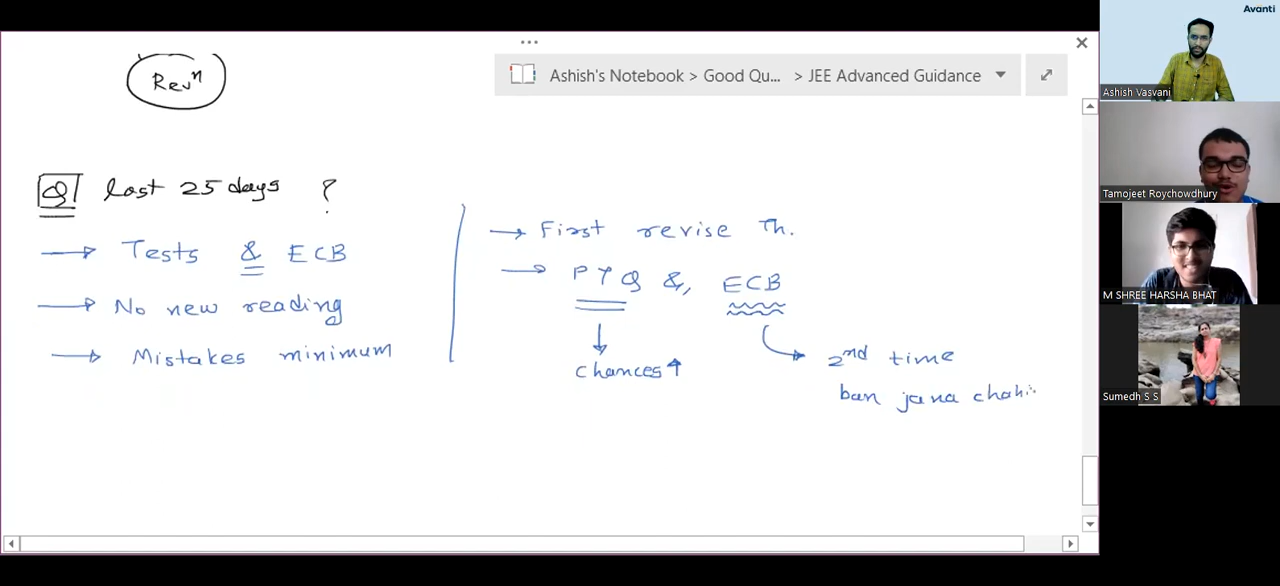 Revⁿ
Ashish's Notebook > Good Qu... > JEE Advanced Guidance
Q last 25 days ?
→ Tests & ECB
→ No new reading
→ Mistakes minimum
→ First revise Th.
→ PYQ & ECB
chances ↑
2nd time
ban jana chahi
Avanti
Ashish Vasvani
Tamojeet Roychowdhury
M SHREE HARSHA BHAT
Sumedh S S